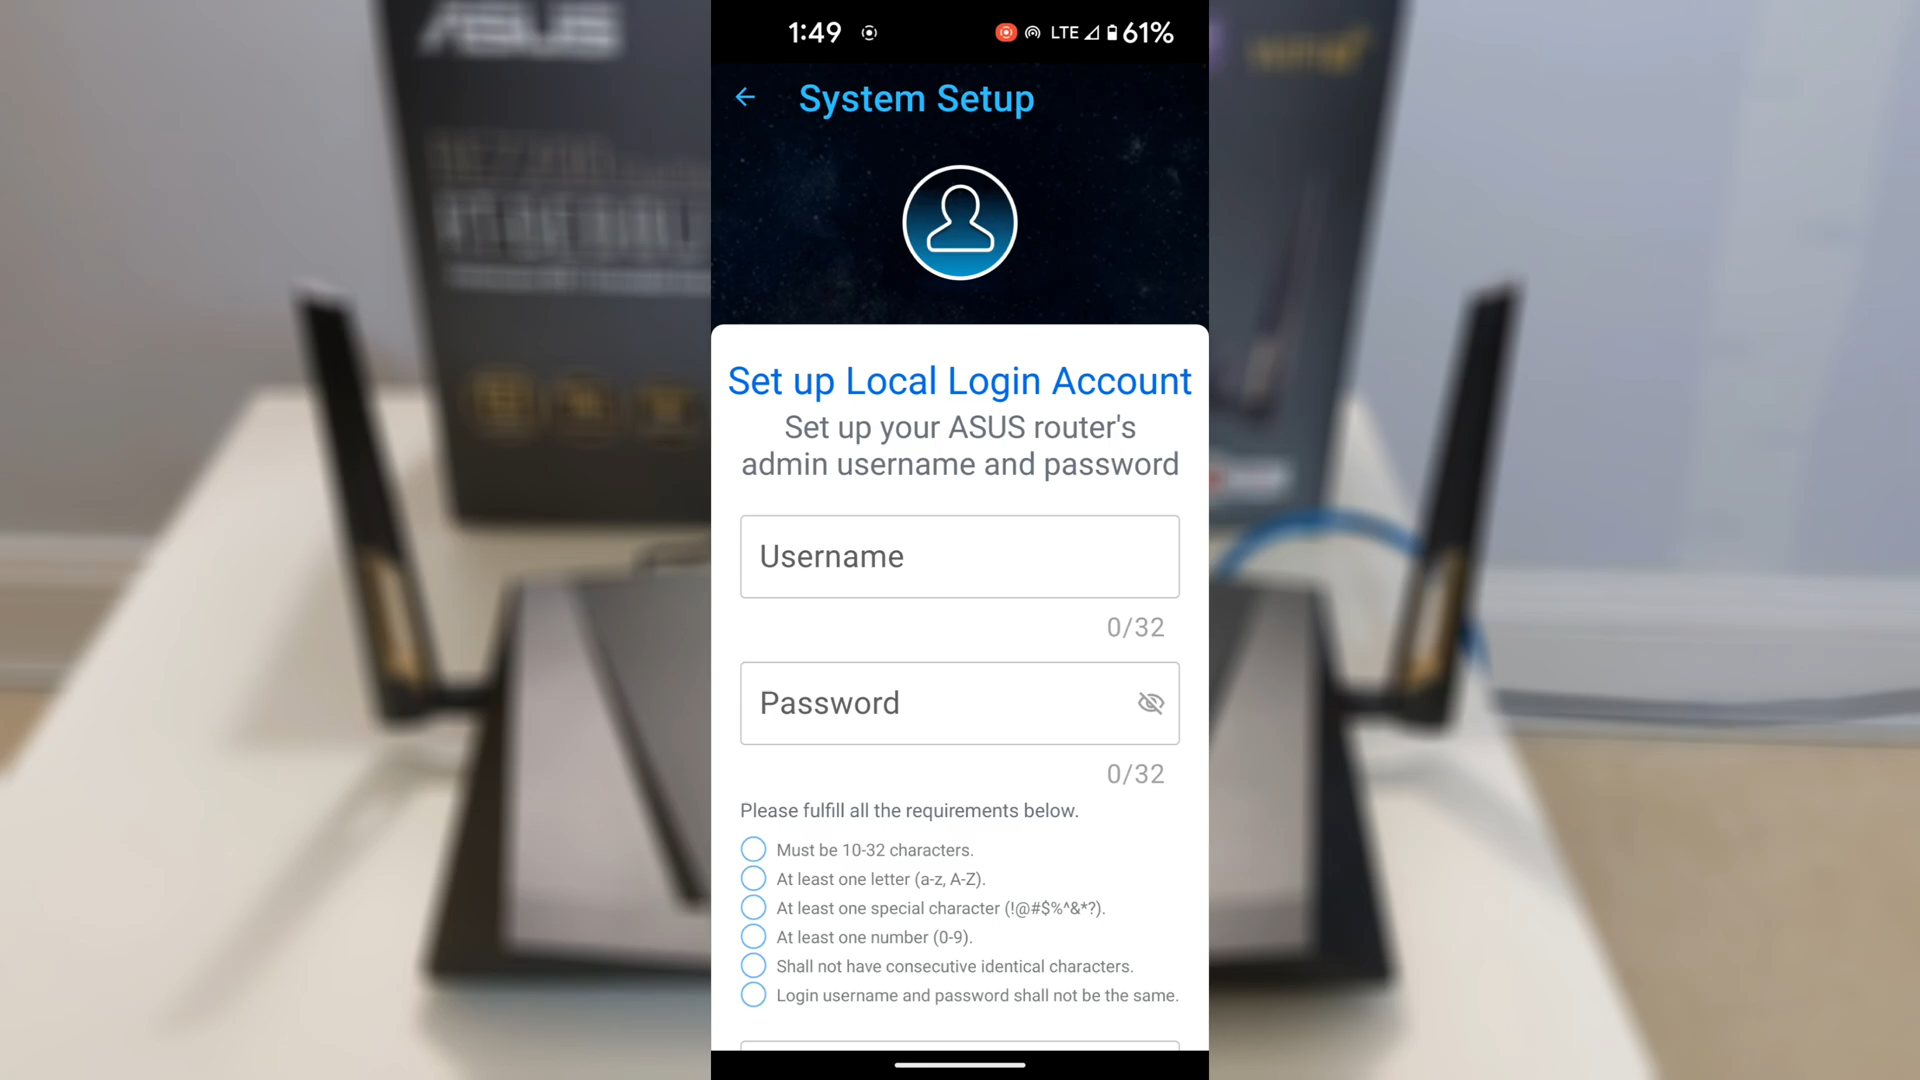 ASUS
1:49
LTE 61%
System Setup
Set up Local Login Account
Set up your ASUS router's
admin username and password
Username
0/32
Password
0/32
Please fulfill all the requirements below.
Must be 10-32 characters.
At least one letter (a-z, A-Z).
At least one special character (!@#$%^&*?).
At least one number (0-9).
Shall not have consecutive identical characters.
Login username and password shall not be the same.